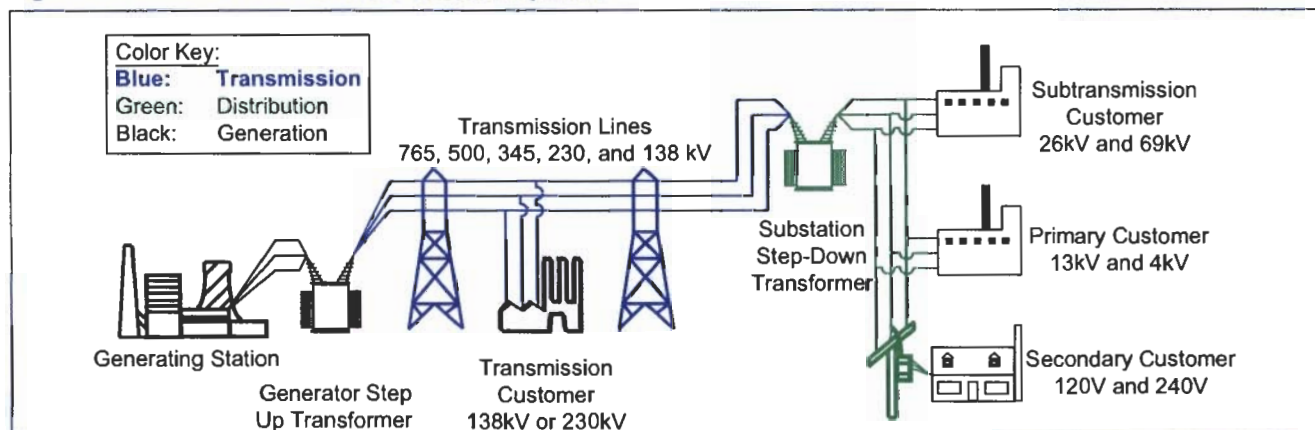 Color Key:
Blue: Transmission
Green: Distribution
Black: Generation
Transmission Lines
765, 500, 345, 230, and 138 kV
Subtransmission
Customer
26kV and 69kV
Substation
Step-Down
Transformer
Primary Customer
13kV and 4kV
Generating Station
Generator Step
Up Transformer
Transmission
Customer
138kV or 230kV
Secondary Customer
120V and 240V